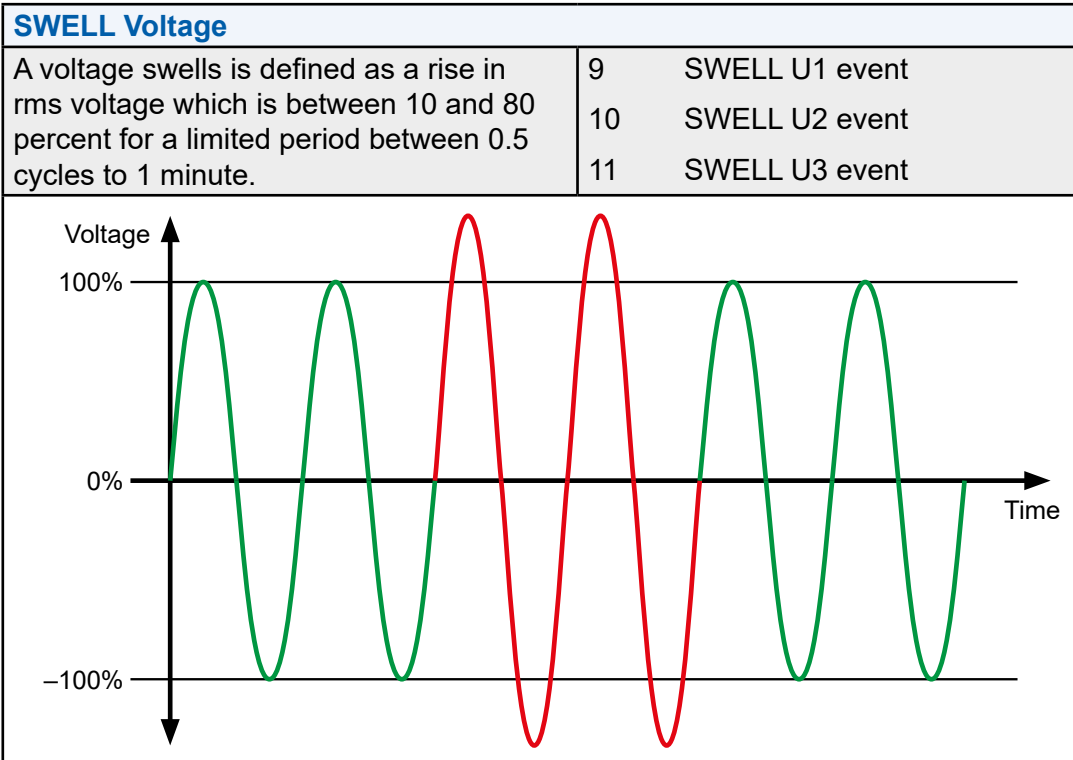 SWELL Voltage
A voltage swells is defined as a rise in
rms voltage which is between 10 and 80
percent for a limited period between 0.5
cycles to 1 minute.
9 SWELL U1 event
10 SWELL U2 event
11 SWELL U3 event
Voltage
100%
0%
Time
–100%